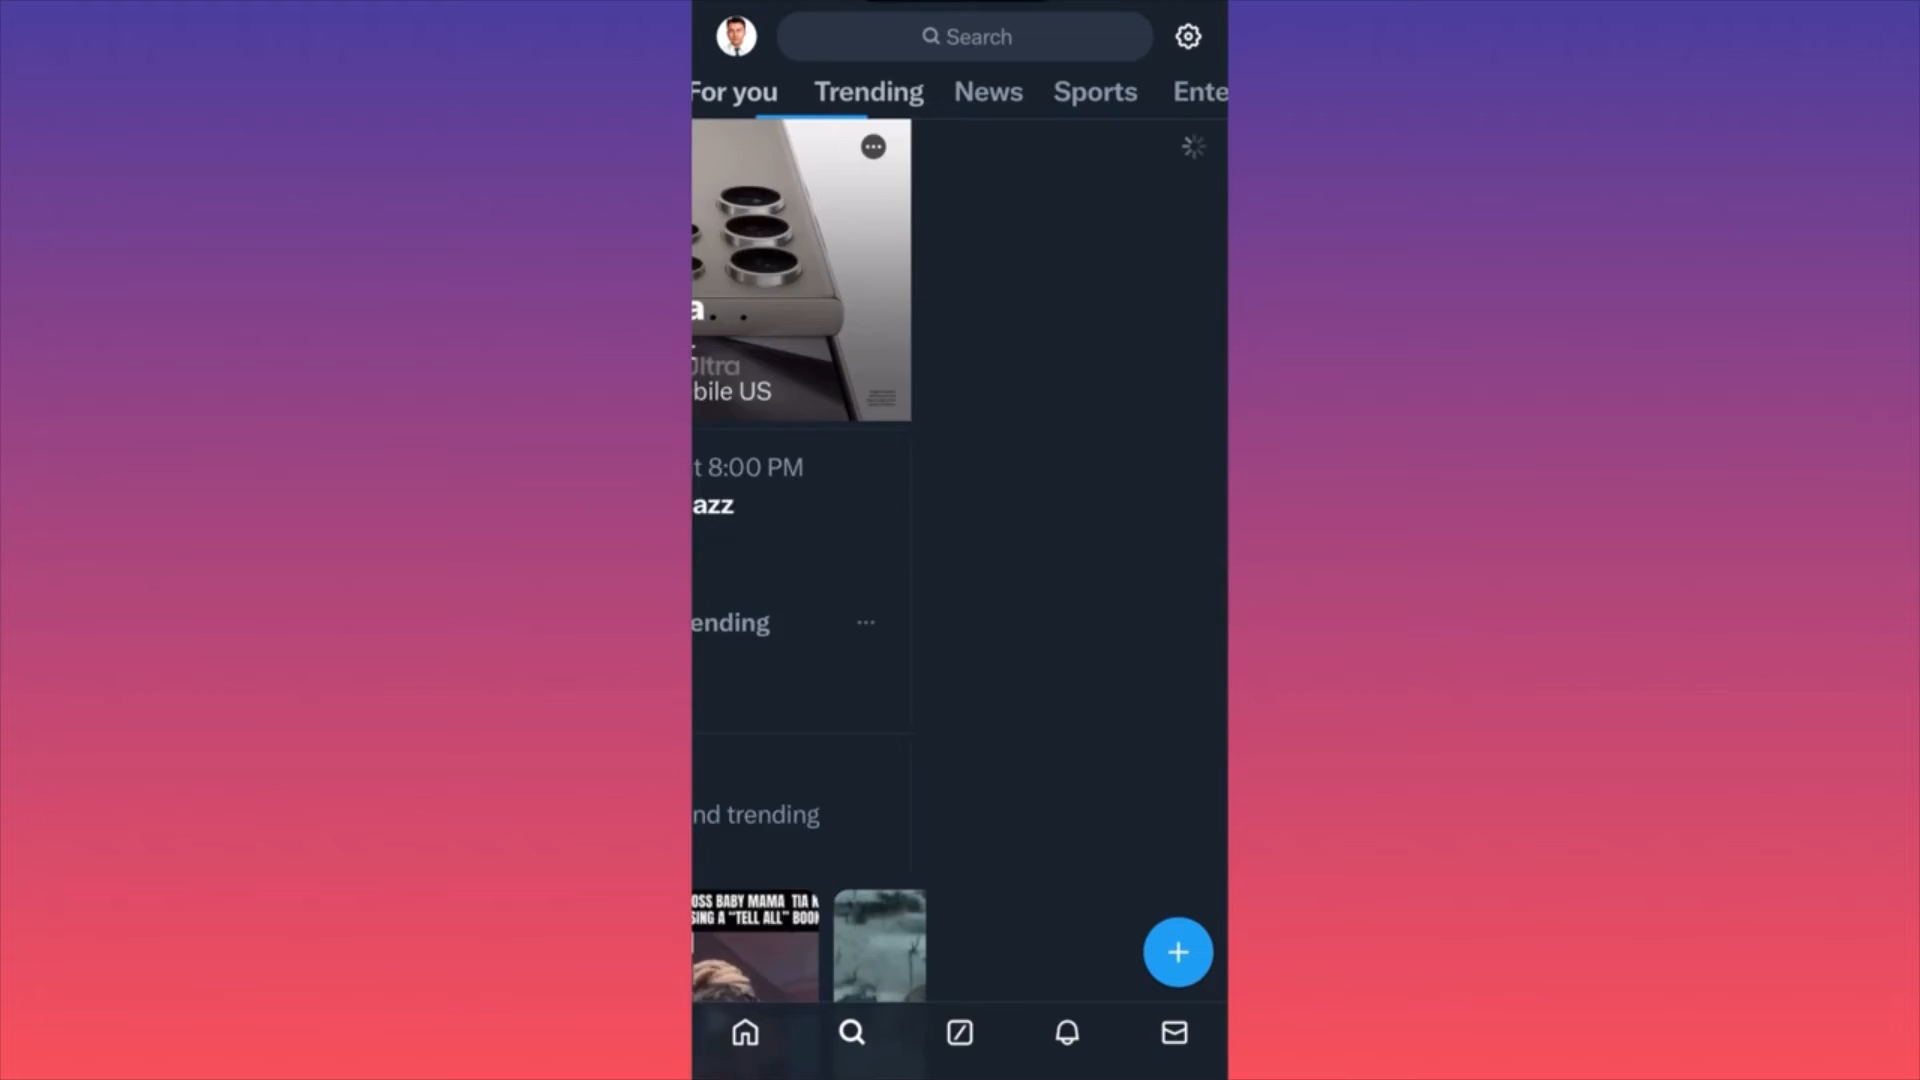 Search
For you Trending News Sports Ente
a.
Ultra
bile US
t 8:00 PM
azz
ending
nd trending
OSS BABY MAMA TIA
SING A “TELL ALL” BOO